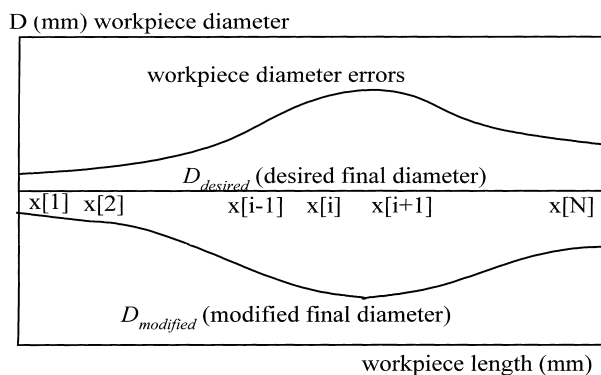 D (mm) workpiece diameter
workpiece diameter errors
D_desired (desired final diameter)
x[1] x[2] x[i-1] x[i] x[i+1] x[N]
D_modified (modified final diameter)
workpiece length (mm)